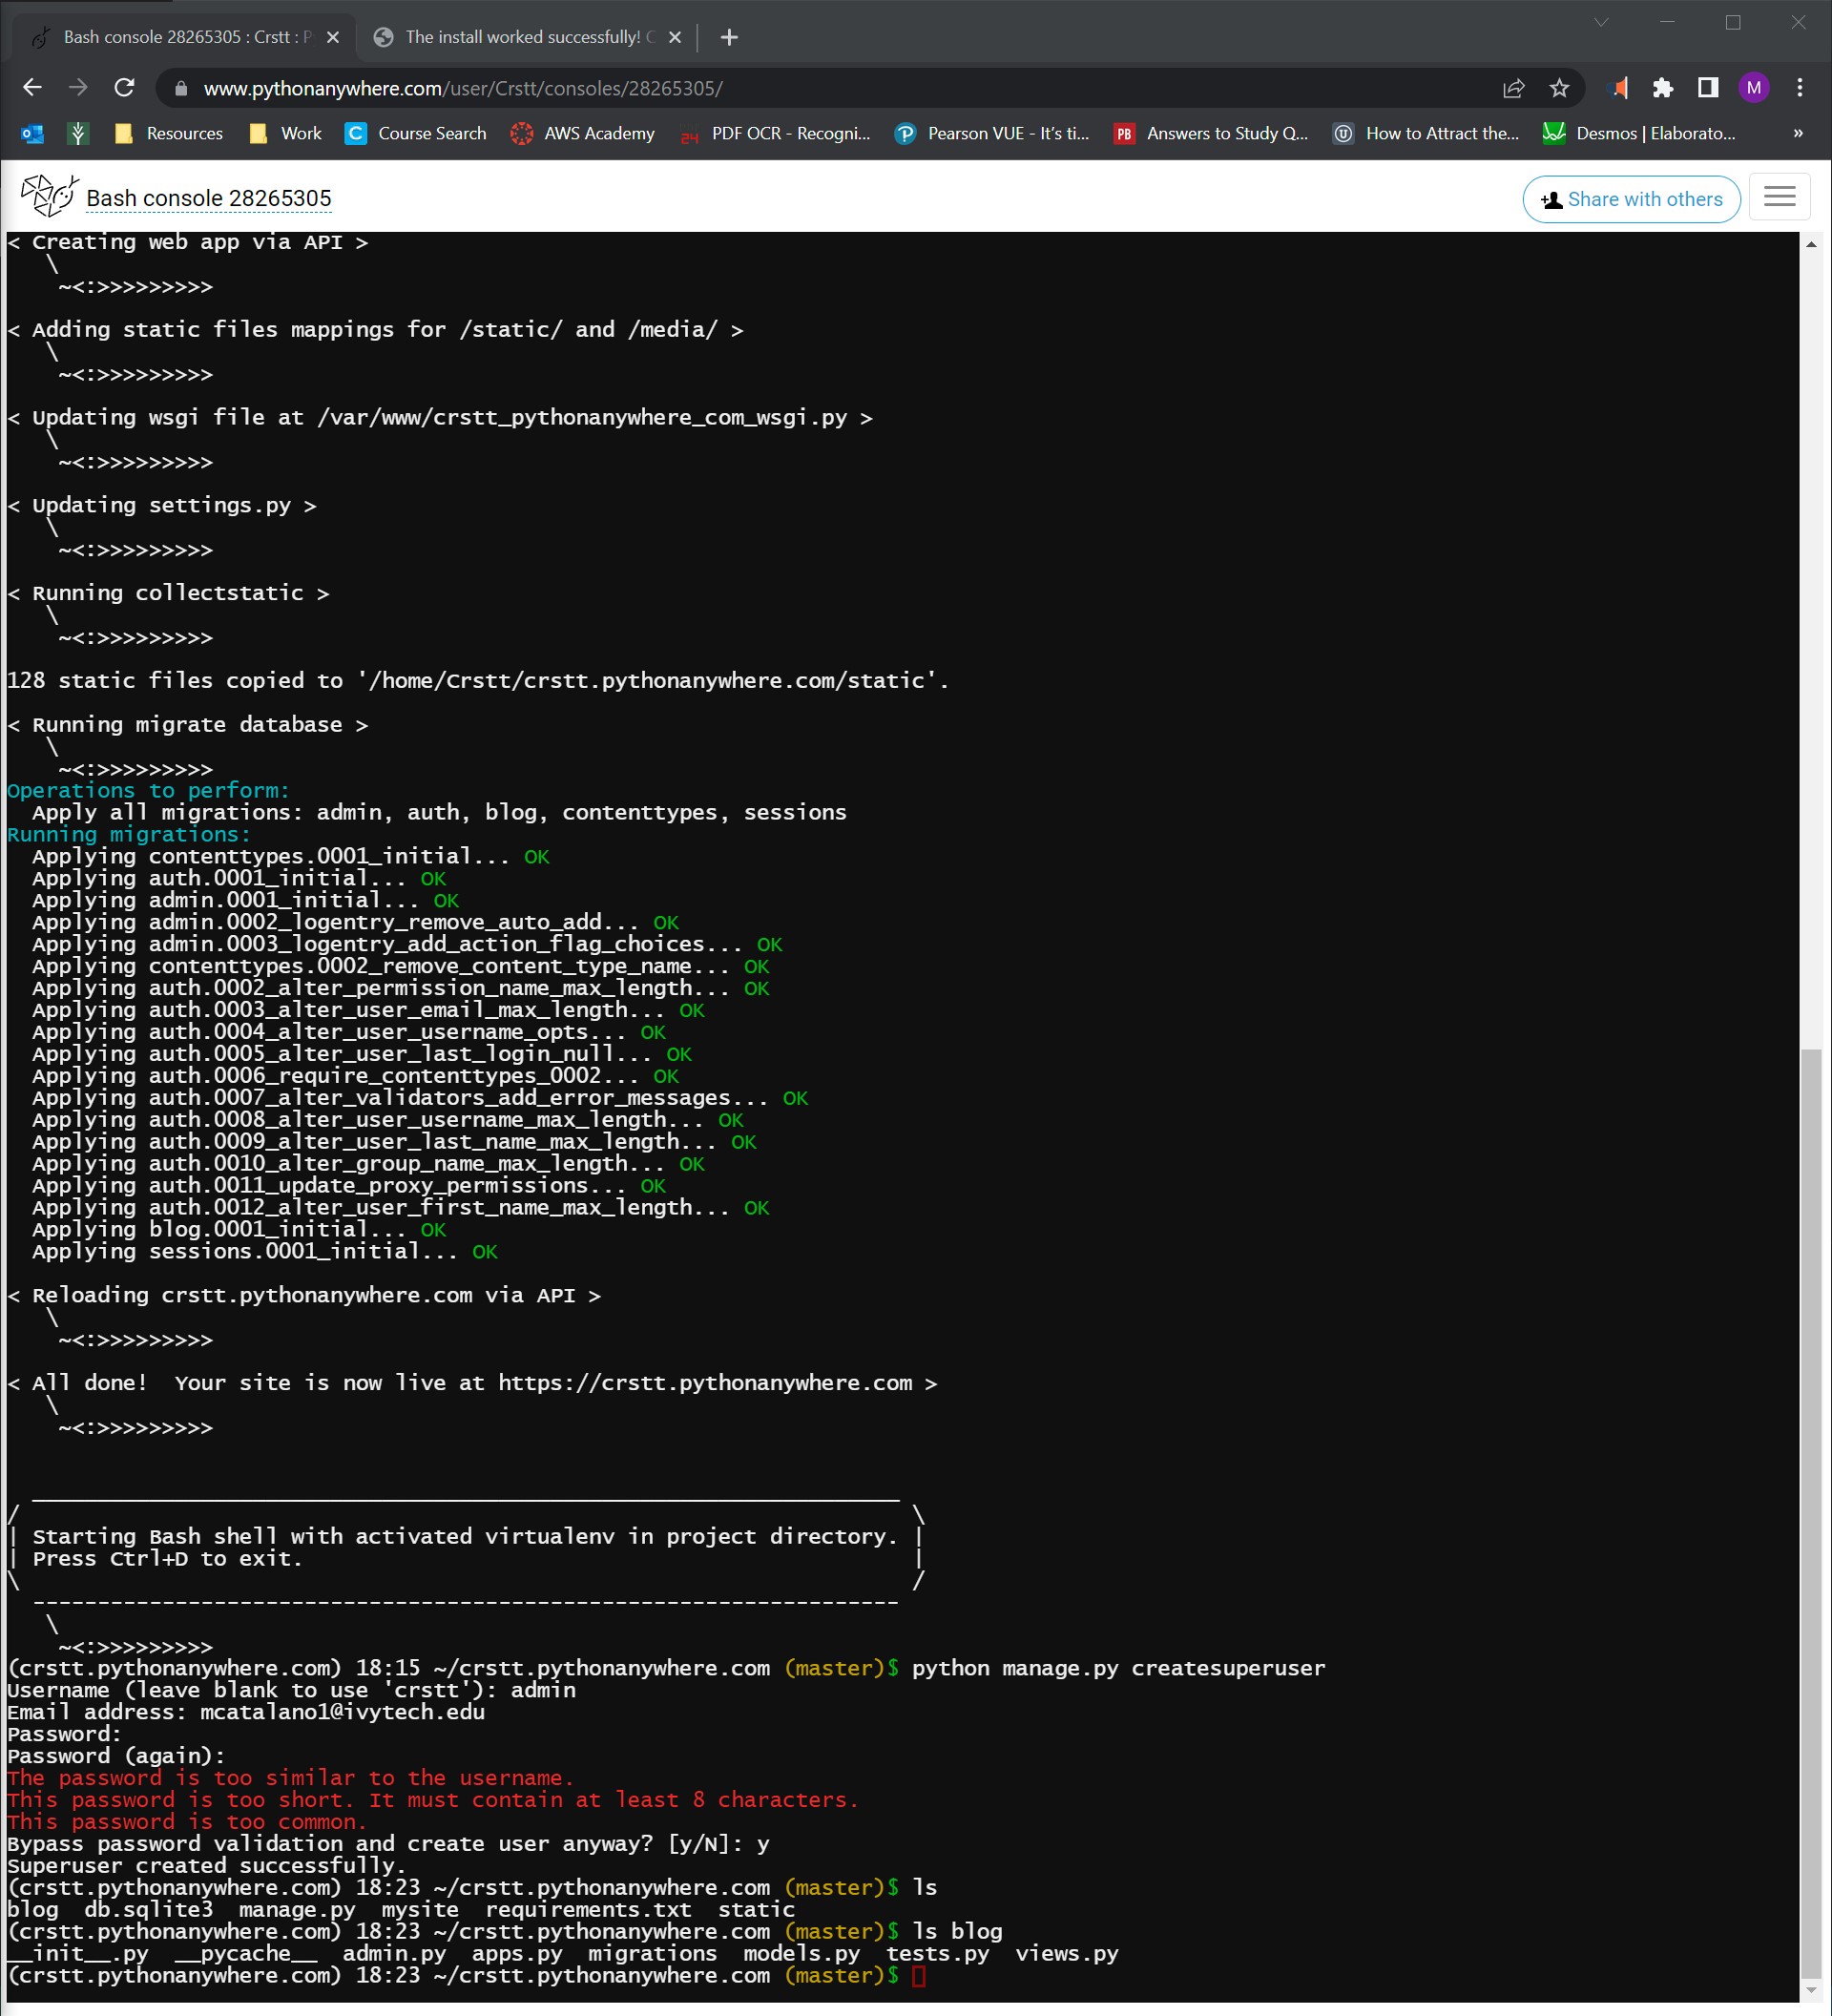 Bash console 28265305 : Crstt : P
The install worked successfully! C
www.pythonanywhere.com/user/Crstt/consoles/28265305/
M
Resources
Work
C Course Search
AWS Academy
24 PDF OCR - Recogni...
Pearson VUE - It's ti...
PB Answers to Study Q...
How to Attract the...
Desmos | Elaborato...
»
Bash console 28265305
Share with others
< Creating web app via API >
   \
    ~<:>>>>>>>>>
< Adding static files mappings for /static/ and /media/ >
   \
    ~<:>>>>>>>>>
< Updating wsgi file at /var/www/crstt_pythonanywhere_com_wsgi.py >
   \
    ~<:>>>>>>>>>
< Updating settings.py >
   \
    ~<:>>>>>>>>>
< Running collectstatic >
   \
    ~<:>>>>>>>>>
128 static files copied to '/home/Crstt/crstt.pythonanywhere.com/static'.
< Running migrate database >
   \
    ~<:>>>>>>>>>
Operations to perform:
  Apply all migrations: admin, auth, blog, contenttypes, sessions
Running migrations:
  Applying contenttypes.0001_initial... OK
  Applying auth.0001_initial... OK
  Applying admin.0001_initial... OK
  Applying admin.0002_logentry_remove_auto_add... OK
  Applying admin.0003_logentry_add_action_flag_choices... OK
  Applying contenttypes.0002_remove_content_type_name... OK
  Applying auth.0002_alter_permission_name_max_length... OK
  Applying auth.0003_alter_user_email_max_length... OK
  Applying auth.0004_alter_user_username_opts... OK
  Applying auth.0005_alter_user_last_login_null... OK
  Applying auth.0006_require_contenttypes_0002... OK
  Applying auth.0007_alter_validators_add_error_messages... OK
  Applying auth.0008_alter_user_username_max_length... OK
  Applying auth.0009_alter_user_last_name_max_length... OK
  Applying auth.0010_alter_group_name_max_length... OK
  Applying auth.0011_update_proxy_permissions... OK
  Applying auth.0012_alter_user_first_name_max_length... OK
  Applying blog.0001_initial... OK
  Applying sessions.0001_initial... OK
< Reloading crstt.pythonanywhere.com via API >
   \
    ~<:>>>>>>>>>
< All done!  Your site is now live at https://crstt.pythonanywhere.com >
   \
    ~<:>>>>>>>>>
| Starting Bash shell with activated virtualenv in project directory. |
| Press Ctrl+D to exit. |
   \
    ~<:>>>>>>>>>
(crstt.pythonanywhere.com) 18:15 ~/crstt.pythonanywhere.com (master)$ python manage.py createsuperuser
Username (leave blank to use 'crstt'): admin
Email address: mcatalano1@ivytech.edu
Password:
Password (again):
The password is too similar to the username.
This password is too short. It must contain at least 8 characters.
This password is too common.
Bypass password validation and create user anyway? [y/N]: y
Superuser created successfully.
(crstt.pythonanywhere.com) 18:23 ~/crstt.pythonanywhere.com (master)$ ls
blog  db.sqlite3  manage.py  mysite  requirements.txt  static
(crstt.pythonanywhere.com) 18:23 ~/crstt.pythonanywhere.com (master)$ ls blog
__init__.py  __pycache__  admin.py  apps.py  migrations  models.py  tests.py  views.py
(crstt.pythonanywhere.com) 18:23 ~/crstt.pythonanywhere.com (master)$